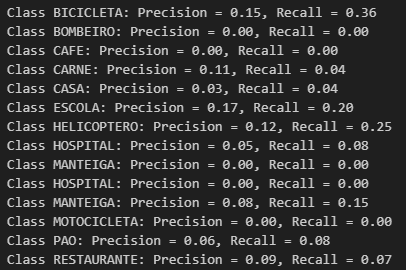 Class BICICLETA: Precision = 0.15, Recall = 0.36
Class BOMBEIRO: Precision = 0.00, Recall = 0.00
Class CAFE: Precision = 0.00, Recall = 0.00
Class CARNE: Precision = 0.11, Recall = 0.04
Class CASA: Precision = 0.03, Recall = 0.04
Class ESCOLA: Precision = 0.17, Recall = 0.20
Class HELICOPTERO: Precision = 0.12, Recall = 0.25
Class HOSPITAL: Precision = 0.05, Recall = 0.08
Class MANTEIGA: Precision = 0.00, Recall = 0.00
Class HOSPITAL: Precision = 0.00, Recall = 0.00
Class MANTEIGA: Precision = 0.08, Recall = 0.15
Class MOTOCICLETA: Precision = 0.00, Recall = 0.00
Class PAO: Precision = 0.06, Recall = 0.08
Class RESTAURANTE: Precision = 0.09, Recall = 0.07